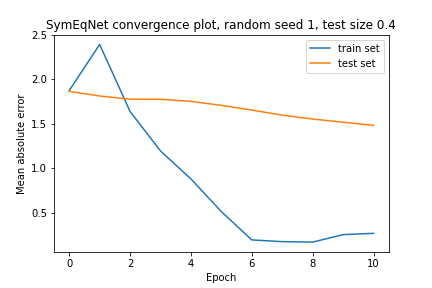 SymEqNet convergence plot, random seed 1, test size 0.4
2.5
2.0
1.5
1.0
0.5
Mean absolute error
train set
test set
0 2 4 6 8 10
Epoch